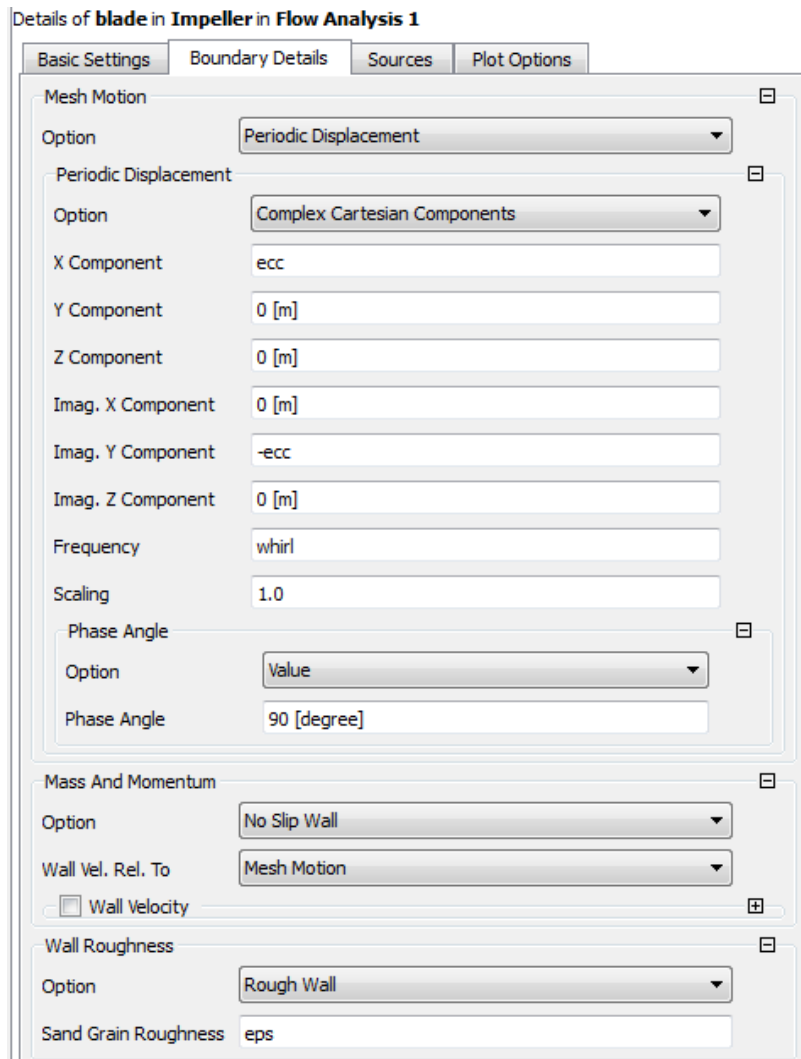 Details of blade in Impeller in Flow Analysis 1
Basic Settings Boundary Details Sources Plot Options
Mesh Motion
Option Periodic Displacement
Periodic Displacement
Option Complex Cartesian Components
X Component ecc
Y Component 0 [m]
Z Component 0 [m]
Imag. X Component 0 [m]
Imag. Y Component -ecc
Imag. Z Component 0 [m]
Frequency whirl
Scaling 1.0
Phase Angle
Option Value
Phase Angle 90 [degree]
Mass And Momentum
Option No Slip Wall
Wall Vel. Rel. To Mesh Motion
Wall Velocity
Wall Roughness
Option Rough Wall
Sand Grain Roughness eps